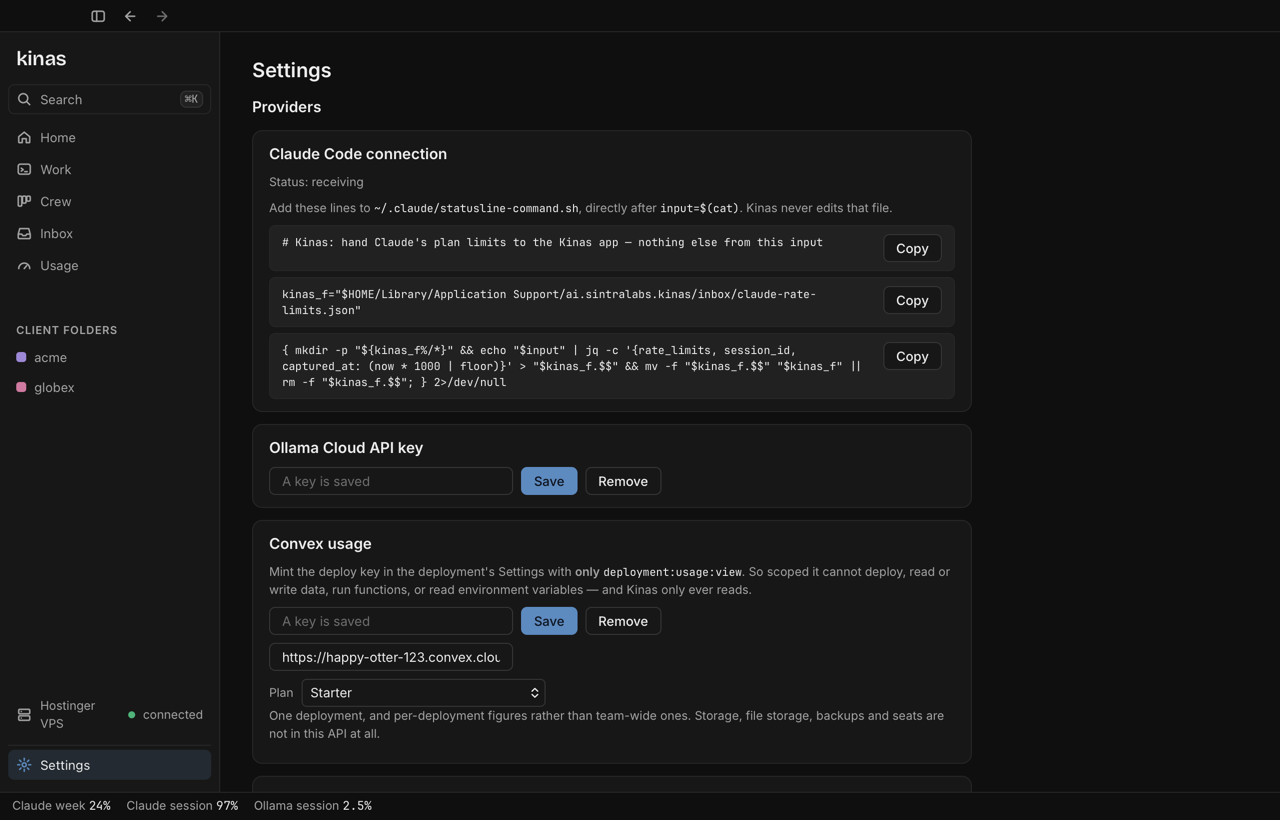 kinas
Search ⌘K
Home
Work
Crew
Inbox
Usage
CLIENT FOLDERS
acme
globex
Hostinger
VPS
connected
Settings
Settings
Providers
Claude Code connection
Status: receiving
Add these lines to ~/.claude/statusline-command.sh, directly after input=$(cat). Kinas never edits that file.
# Kinas: hand Claude's plan limits to the Kinas app — nothing else from this input
Copy
kinas_f="$HOME/Library/Application Support/ai.sintralabs.kinas/inbox/claude-rate-
limits.json"
Copy
{ mkdir -p "${kinas_f%/*}" && echo "$input" | jq -c '{rate_limits, session_id,
captured_at: (now * 1000 | floor)}' > "$kinas_f.$$" && mv -f "$kinas_f.$$" "$kinas_f" ||
rm -f "$kinas_f.$$"; } 2>/dev/null
Copy
Ollama Cloud API key
A key is saved Save Remove
Convex usage
Mint the deploy key in the deployment's Settings with only deployment:usage:view. So scoped it cannot deploy, read or
write data, run functions, or read environment variables — and Kinas only ever reads.
A key is saved Save Remove
https://happy-otter-123.convex.clou
Plan Starter
One deployment, and per-deployment figures rather than team-wide ones. Storage, file storage, backups and seats are
not in this API at all.
Claude week 24% Claude session 97% Ollama session 2.5%